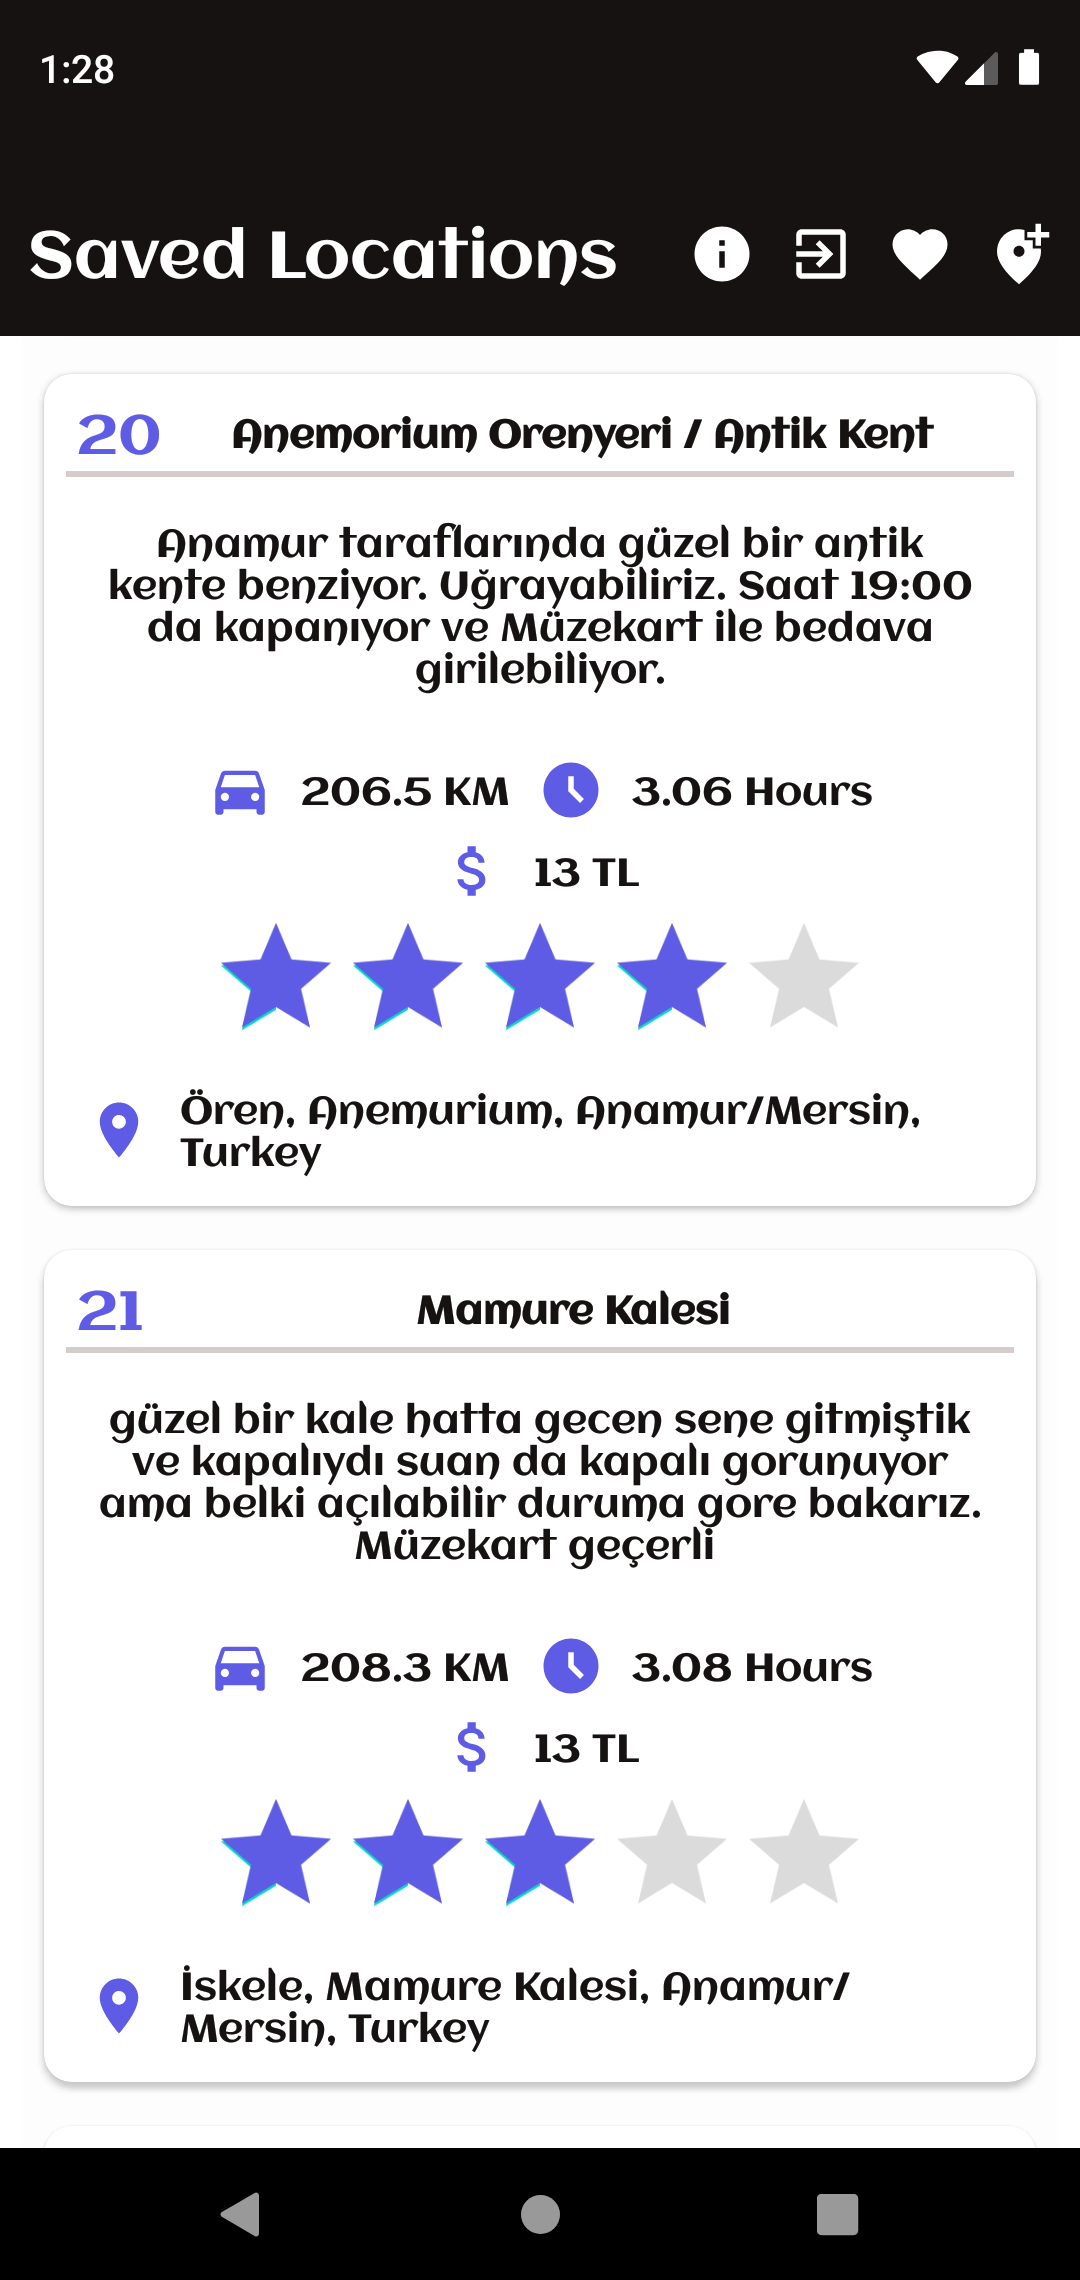 1:28
Saved Locations
20
Anemorium Orenyeri / Antik Kent
Anamur taraflarında güzel bir antik
kente benziyor. Uğrayabiliriz. Saat 19:00
da kapanıyor ve Müzekart ile bedava
girilebiliyor.
206.5 KM
3.06 Hours
$
13 TL
Ören, Anemurium, Anamur/Mersin,
Turkey
21
Mamure Kalesi
güzel bir kale hatta gecen sene gitmiştik
ve kapalıydı suan da kapalı gorunuyor
ama belki açılabilir duruma gore bakarız.
Müzekart geçerli
208.3 KM
3.08 Hours
$
13 TL
İskele, Mamure Kalesi, Anamur/
Mersin, Turkey